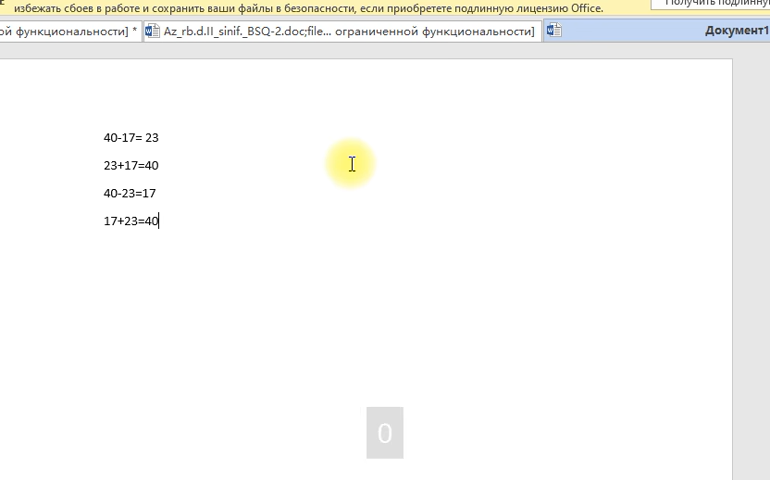 избежать сбоев в работе и сохранить ваши файлы в безопасности, если приобретете подлинную лицензию Office.
Получить подлинную
ой функциональности] *
Az_rb.d.II_sinif._BSQ-2.doc;file... ограниченной функциональности]
Документ1
40-17= 23
23+17=40
40-23=17
17+23=40
0